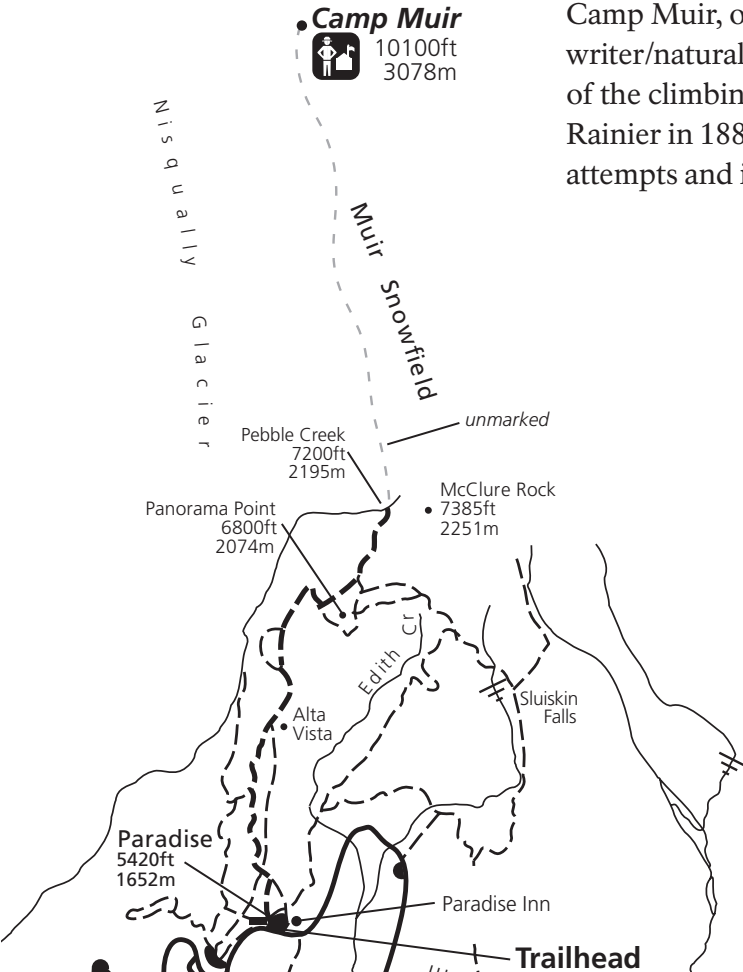 Camp Muir
10100ft
3078m
Camp Muir,
writer/natural
of the
Rainier in 188
attempts and
Nisqually Glacier
Muir Snowfield
unmarked
Pebble Creek
7200ft
2195m
McClure Rock
7385ft
2251m
Panorama Point
6800ft
2074m
Edith Cr
Sluiskin
Falls
Alta
Vista
Paradise
5420ft
1652m
Paradise Inn
Trailhead